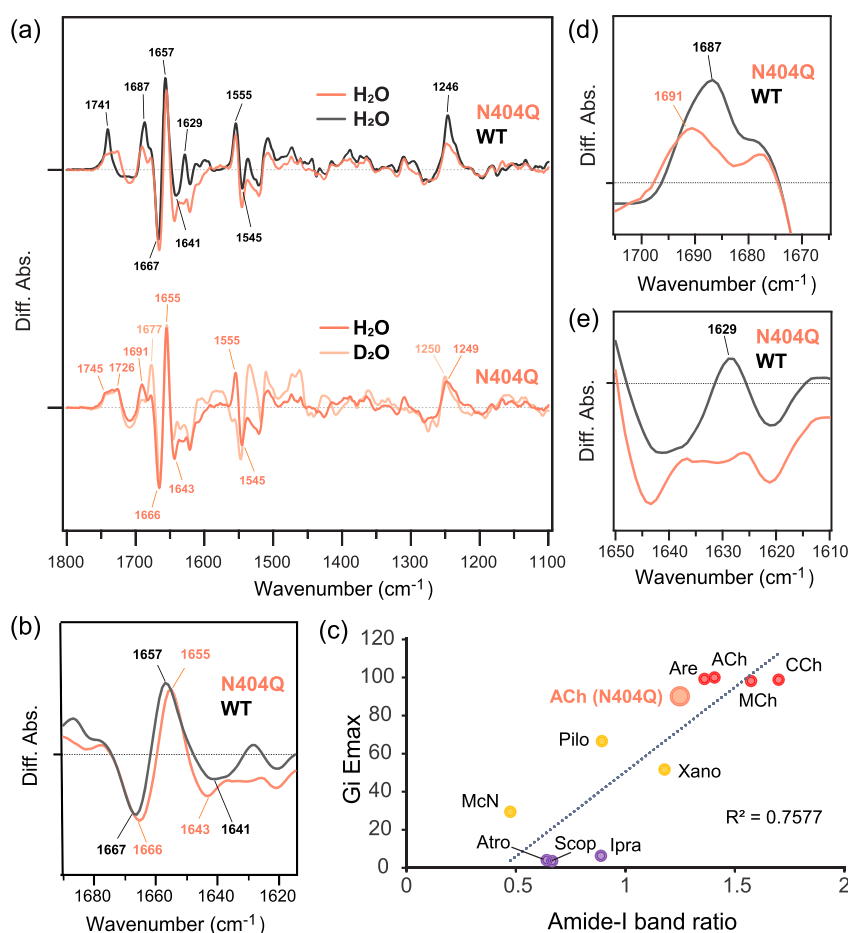 (a)
1657
1687
1741
1629
1555
1246
H₂O N404Q
H₂O WT
1641
1667
1545
Diff. Abs.
1655
1677
1691
1745 1726
1555
1250 1249
H₂O
D₂O
N404Q
1643
1545
1666
1800 1700 1600 1500 1400 1300 1200 1100
Wavenumber (cm⁻¹)
(d)
1687
1691
N404Q
WT
Diff. Abs.
1700 1690 1680 1670
Wavenumber (cm⁻¹)
(e)
1629
N404Q
WT
Diff. Abs.
1650 1640 1630 1620 1610
Wavenumber (cm⁻¹)
(b)
1657 1655
N404Q
WT
Diff. Abs.
1643 1641
1667 1666
1680 1660 1640 1620
Wavenumber (cm⁻¹)
(c)
120
100
80
60
40
20
0
Gi Emax
Are ACh CCh
ACh (N404Q) MCh
Pilo
Xano
McN
R² = 0.7577
Atro Scop Ipra
0 0.5 1 1.5 2
Amide-I band ratio